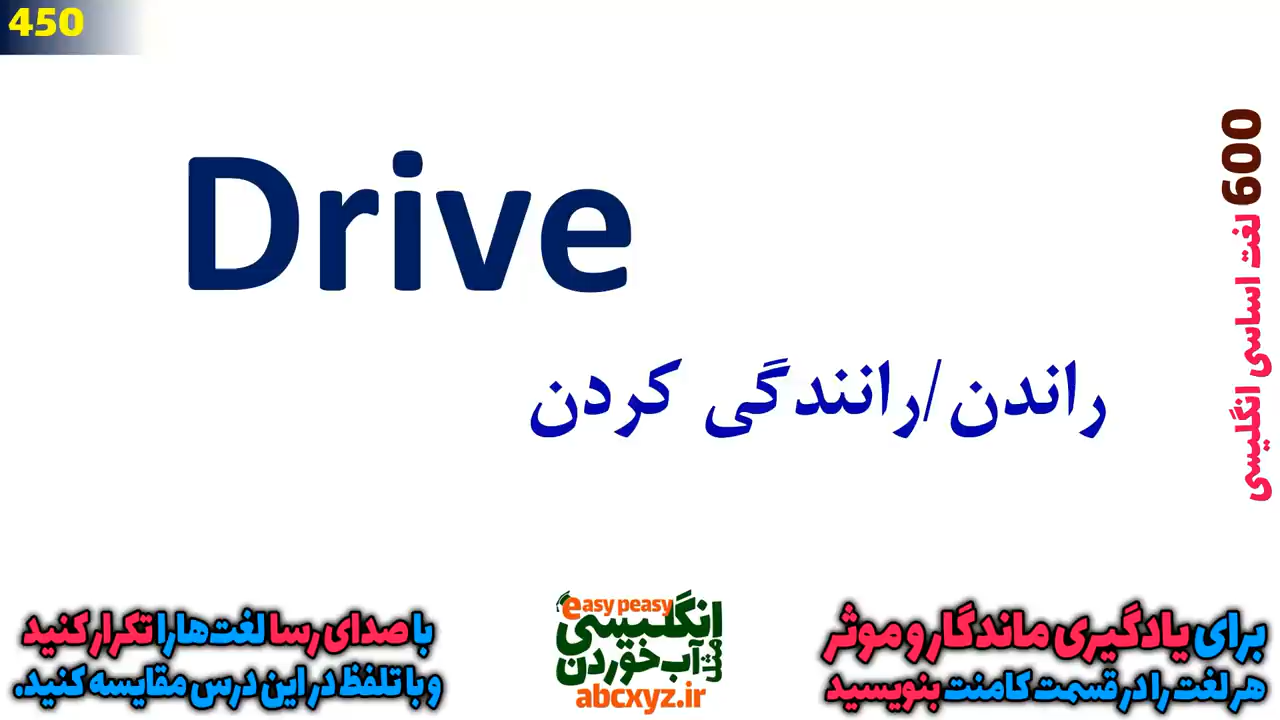 450
Drive
راندن/رانندگی کردن
600 لغت اساسی انگلیسی
برای یادگیری ماندگار و موثر
هر لغت را در قسمت کامنت بنویسید
easy peasy
انگلیسی
مثل آب خوردن
abcxyz.ir
با صدای رسا لغت‌ها را تکرار کنید
و با تلفظ در این درس مقایسه کنید.